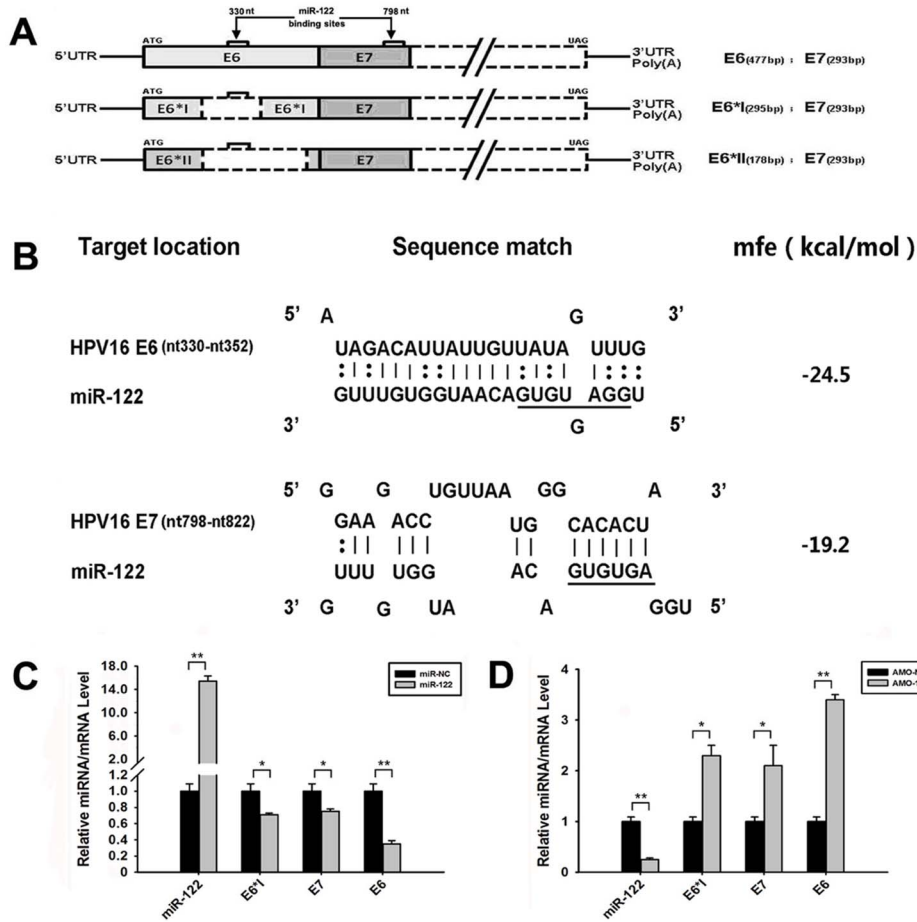 A
330 nt miR-122 binding sites 798 nt
ATG UAG
5'UTR E6 E7 3'UTR Poly(A) E6(477bp) ; E7(293bp)
ATG UAG
5'UTR E6*I E6*I E7 3'UTR Poly(A) E6*I(295bp) ; E7(293bp)
ATG UAG
5'UTR E6*II E7 3'UTR Poly(A) E6*II(178bp) ; E7(293bp)
B
Target location Sequence match mfe ( kcal/mol)
5' A G 3'
HPV16 E6 (nt330-nt352) UAGACAUUAUUGUUAUA UUUG
miR-122 GUUUGUGGUAACAGUGU AGGU
-24.5
3' G 5'
5' G G UGUUAA GG A 3'
HPV16 E7 (nt798-nt822) GAA ACC UG CACACU
miR-122 UUU UGG AC GUGUGA
-19.2
3' G G UA A GGU 5'
C
Relative miRNA/mRNA Level
18.0
14.0
10.0
6.0
2.0
1.2
1.0
0.8
0.6
0.4
0.2
0
** * * **
miR-NC
miR-122
miR-122 E6*I E7 E6
D
Relative miRNA/mRNA Level
4
3
2
1
0
** * * **
miR-122 E6*I E7 E6